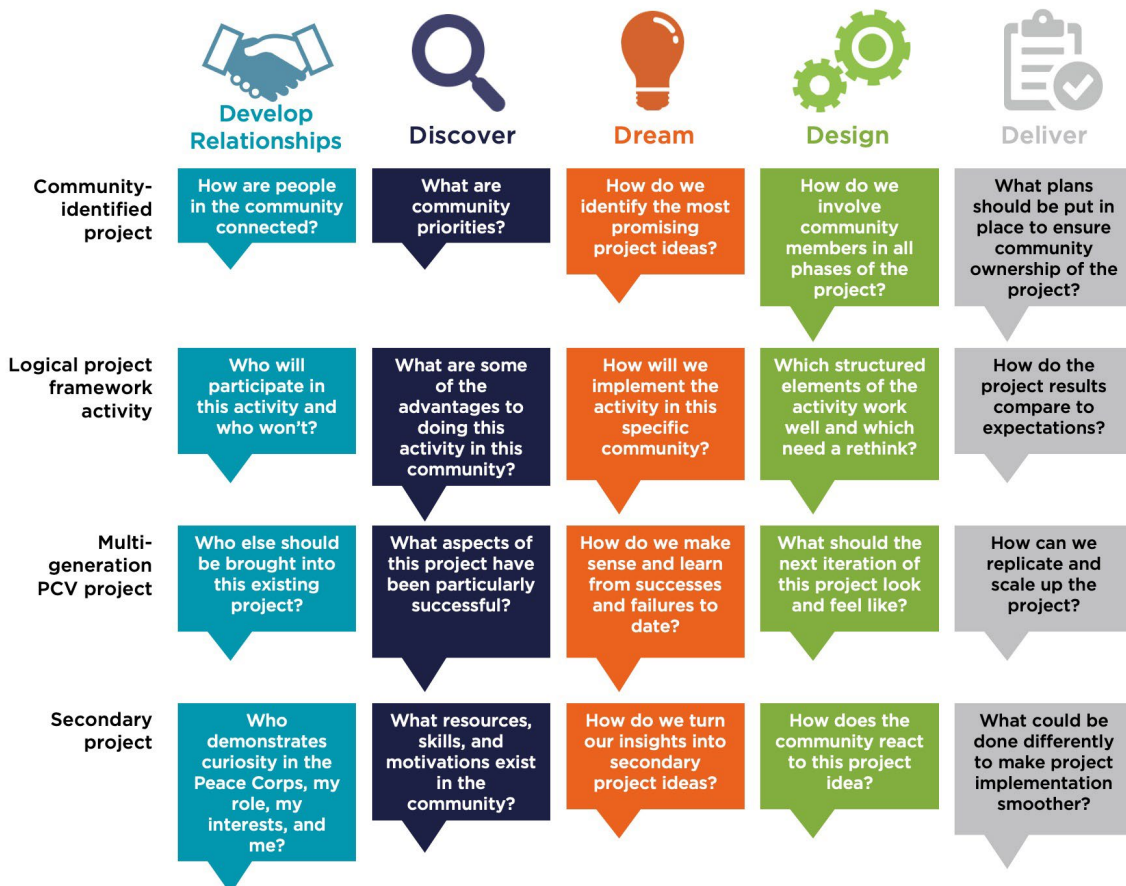 Develop
Relationships
Discover
Dream
Design
Deliver
Community-
identified
project
How are people
in the community
connected?
What are
community
priorities?
How do we
identify the most
promising
project ideas?
How do we
involve
community
members in all
phases of the
project?
What plans
should be put in
place to ensure
community
ownership of the
project?
Logical project
framework
activity
Who will
participate in
this activity and
who won't?
What are some
of the
advantages to
doing this
activity in this
community?
How will we
implement the
activity in this
specific
community?
Which structured
elements of the
activity work
well and which
need a rethink?
How do the
project results
compare to
expectations?
Multi-
generation
PCV project
Who else should
be brought into
this existing
project?
What aspects of
this project have
been particularly
successful?
How do we make
sense and learn
from successes
and failures to
date?
What should the
next iteration of
this project look
and feel like?
How can we
replicate and
scale up the
project?
Secondary
project
Who
demonstrates
curiosity in the
Peace Corps, my
role, my
interests, and
me?
What resources,
skills, and
motivations exist
in the
community?
How do we turn
our insights into
secondary
project ideas?
How does the
community react
to this project
idea?
What could be
done differently
to make project
implementation
smoother?